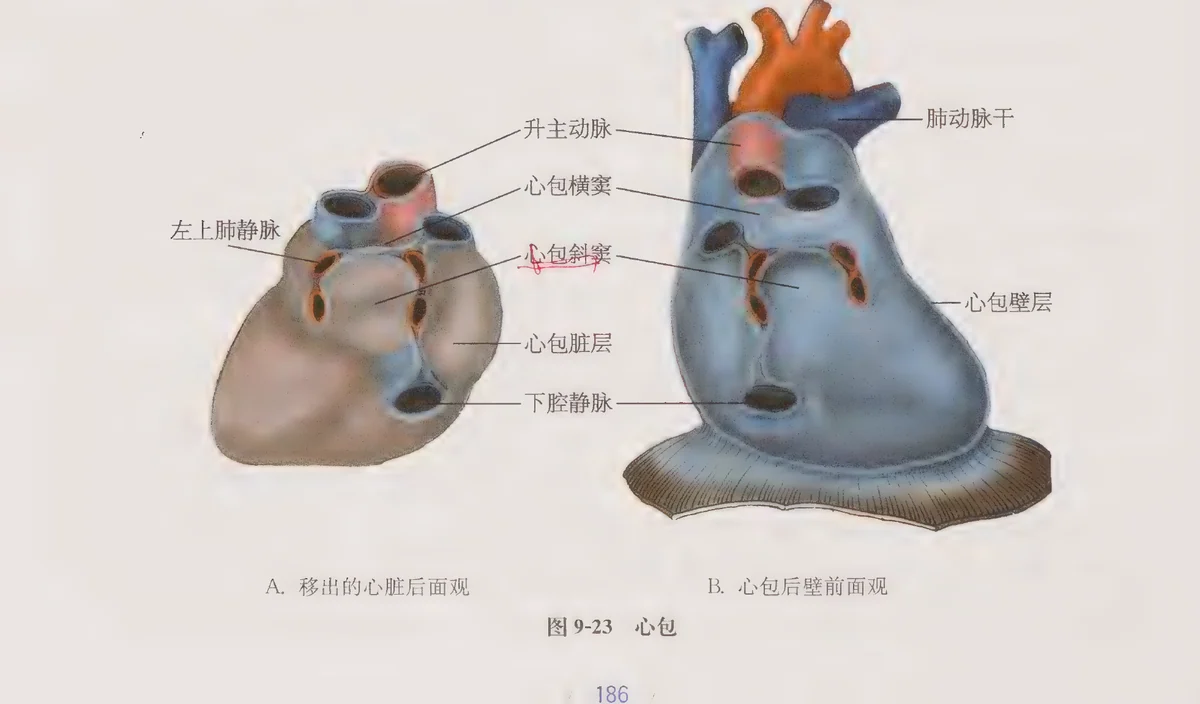 升主动脉
肺动脉干
心包横窦
左上肺静脉
心包斜窦
心包壁层
心包脏层
下腔静脉
A. 移出的心脏后面观
B. 心包后壁前面观
图 9-23 心包
186